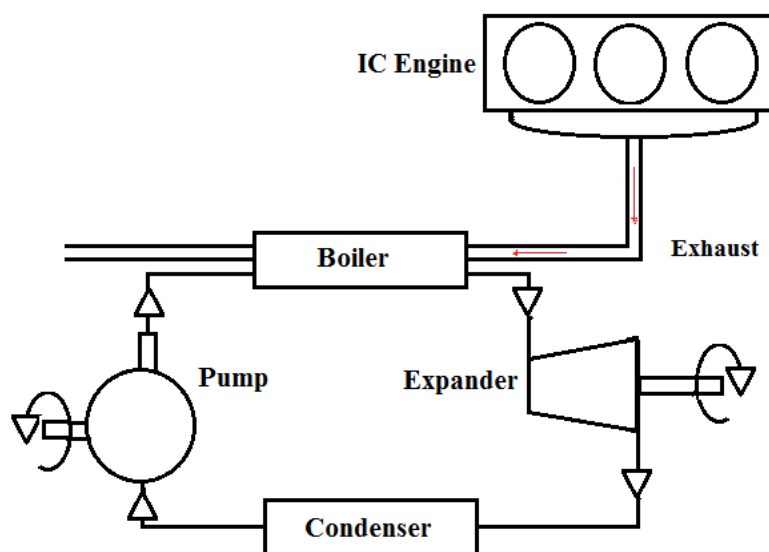 IC Engine
Exhaust
Boiler
Pump
Expander
Condenser